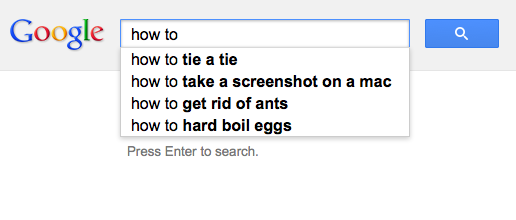 Google
how to
how to tie a tie
how to take a screenshot on a mac
how to get rid of ants
how to hard boil eggs
Press Enter to search.